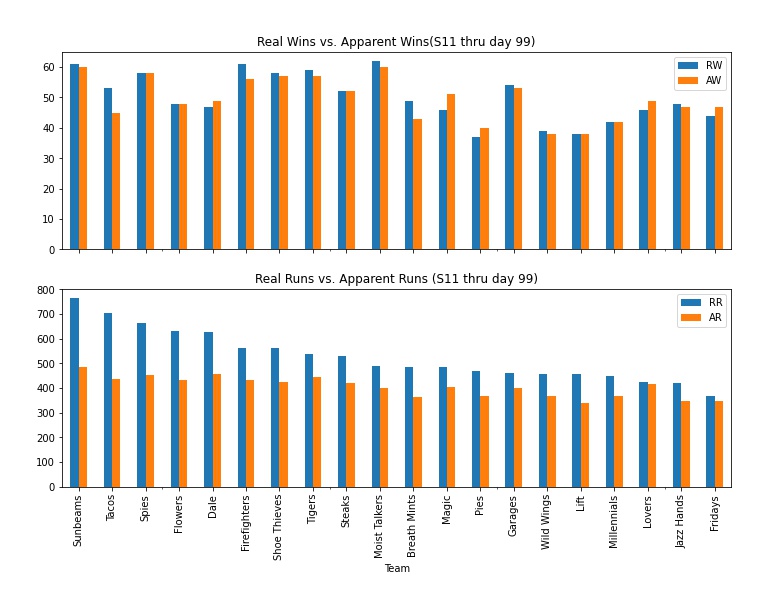 Real Wins vs. Apparent Wins(S11 thru day 99)
RW
AW
60
50
40
30
20
10
0
Real Runs vs. Apparent Runs (S11 thru day 99)
RR
AR
800
700
600
500
400
300
200
100
0
Sunbeams
Tacos
Spies
Flowers
Dale
Firefighters
Shoe Thieves
Tigers
Steaks
Moist Talkers
Breath Mints
Magic
Pies
Garages
Wild Wings
Lift
Millennials
Lovers
Jazz Hands
Fridays
Team